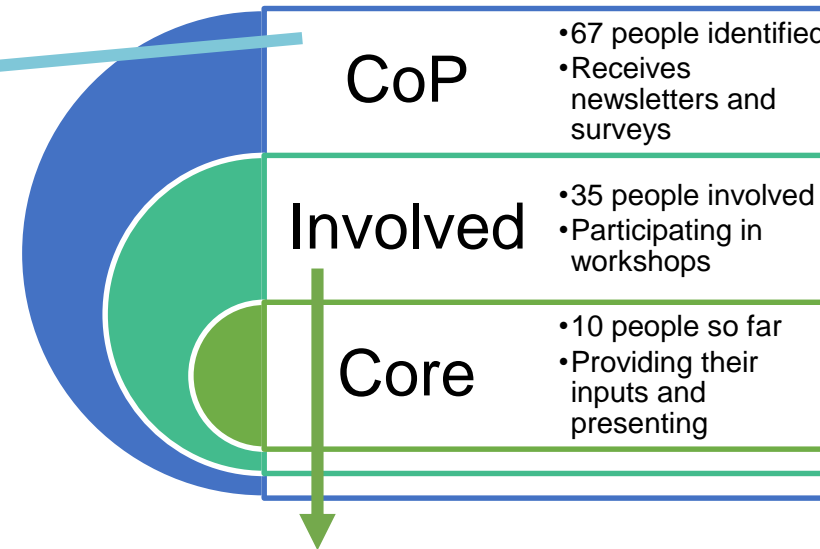 CoP
•67 people identified
•Receives
newsletters and
surveys
Involved
•35 people involved
•Participating in
workshops
Core
•10 people so far
•Providing their
inputs and
presenting